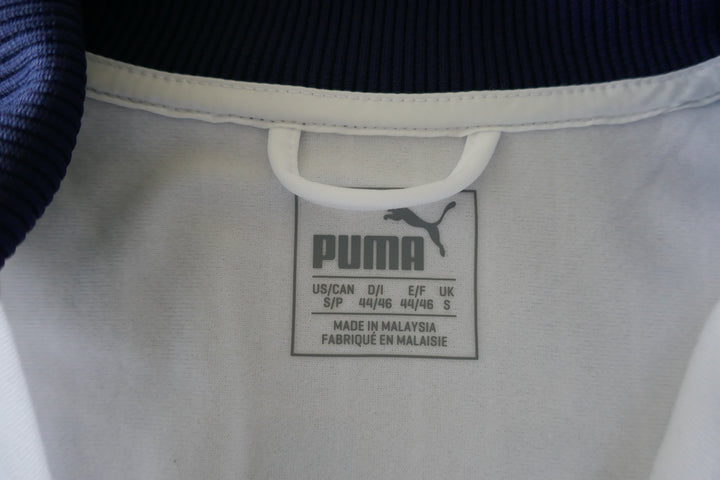 PUMA
US/CAN D/I E/F UK
S/P 44/46 44/46 S
MADE IN MALAYSIA
FABRIQUÉ EN MALAISIE